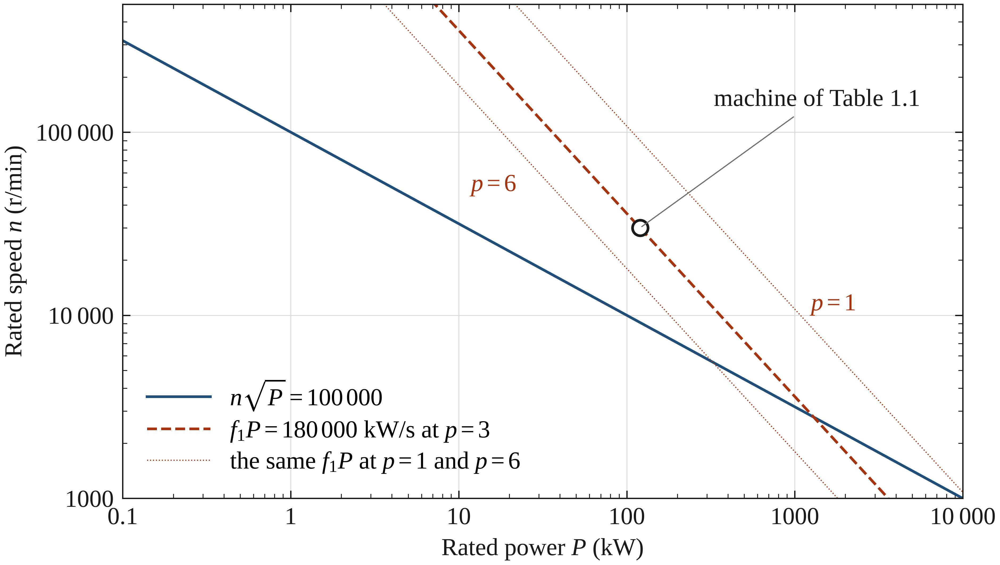 machine of Table 1.1
p = 6
p = 1
100 000
10 000
1000
Rated speed n (r/min)
n√P = 100 000
f₁P = 180 000 kW/s at p = 3
the same f₁P at p = 1 and p = 6
0.1 1 10 100 1000 10 000
Rated power P (kW)